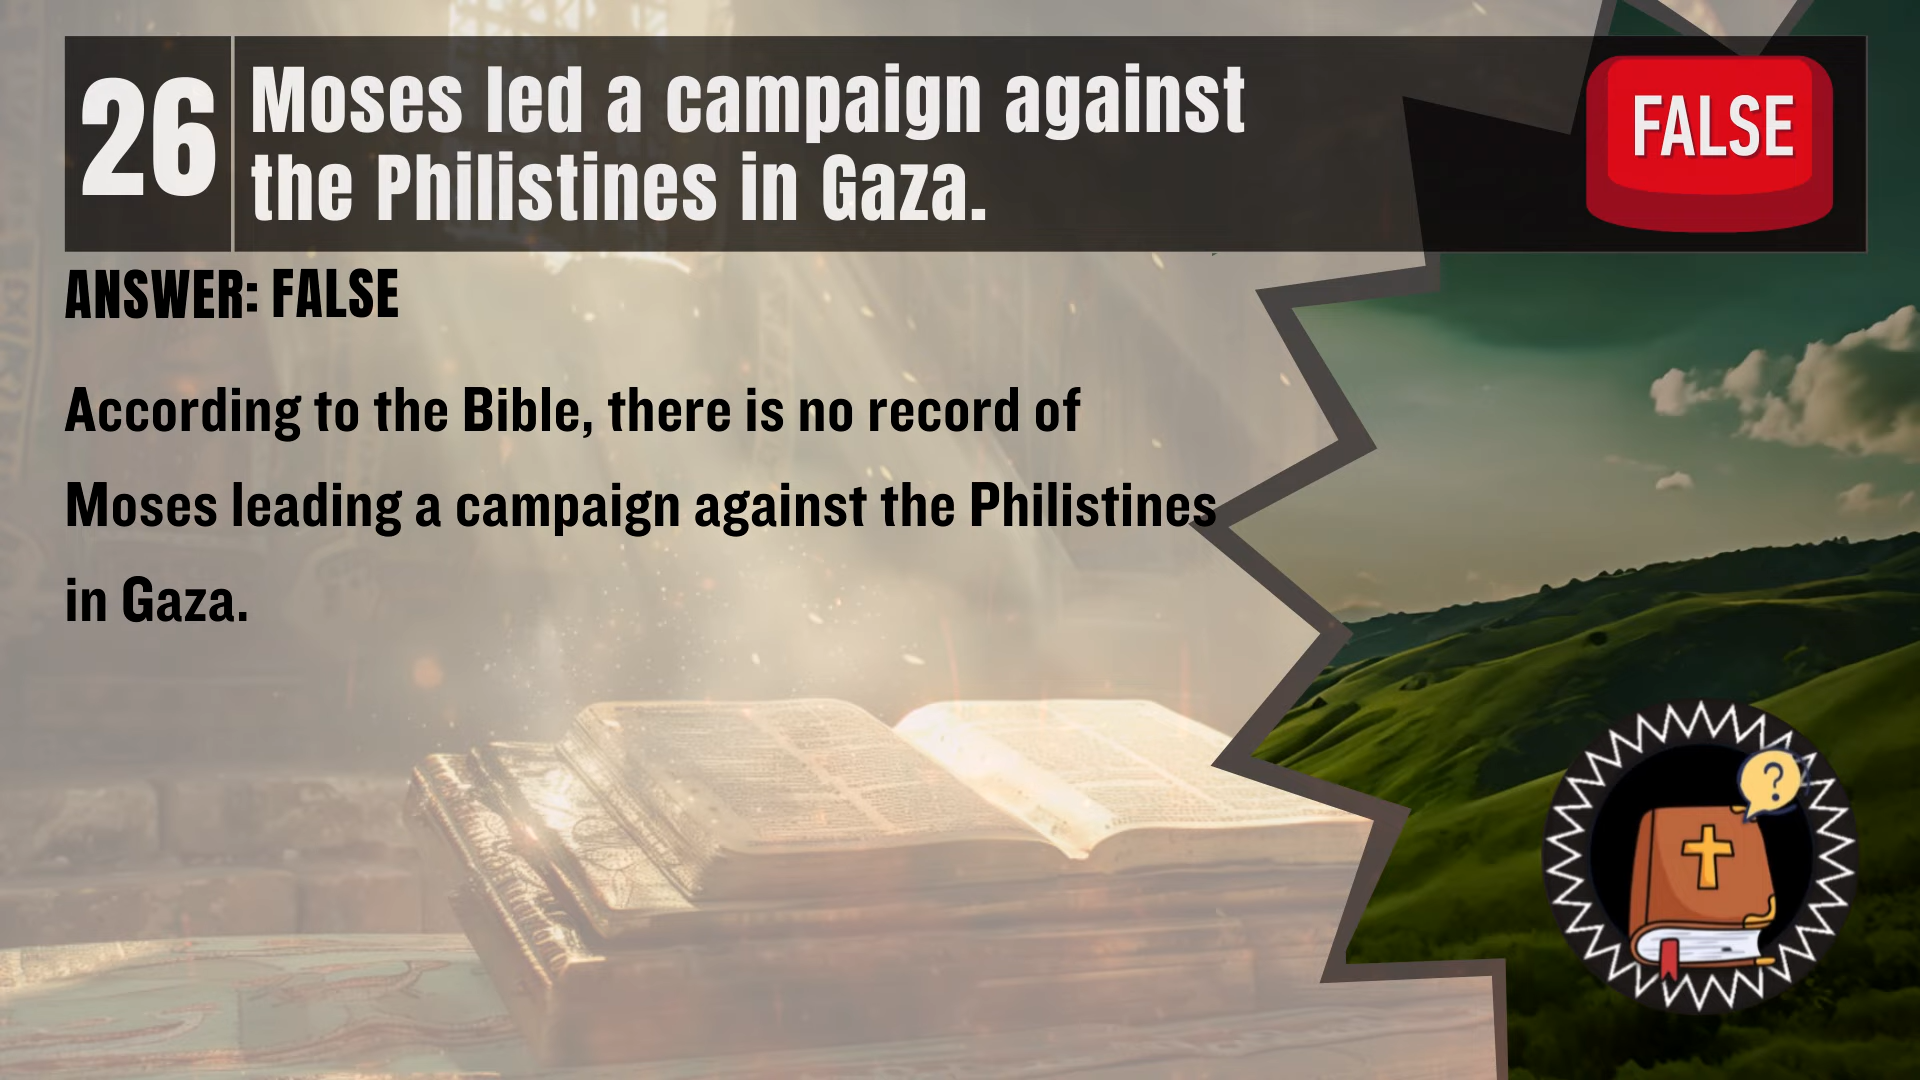 26
Moses led a campaign against
the Philistines in Gaza.
FALSE
ANSWER: FALSE
According to the Bible, there is no record of
Moses leading a campaign against the Philistines
in Gaza.
?